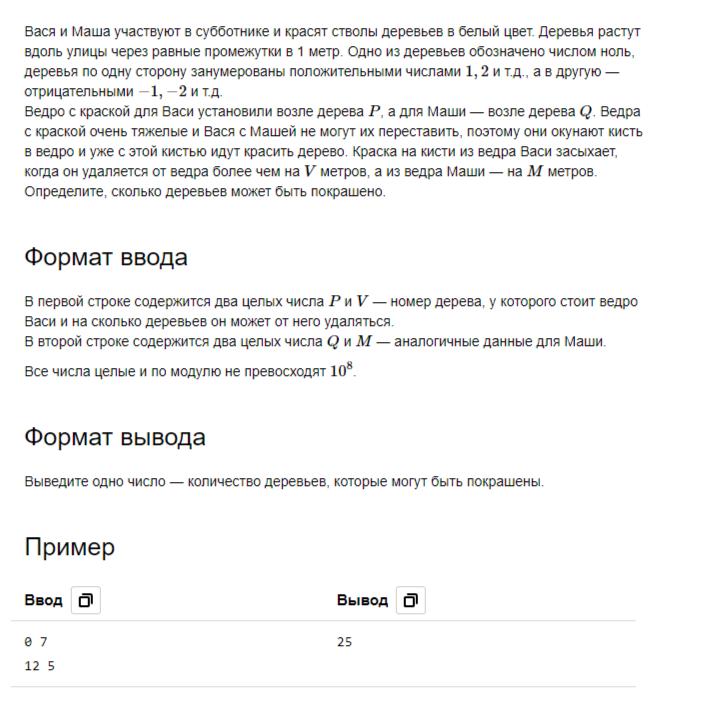 Вася и Маша участвуют в субботнике и красят стволы деревьев в белый цвет. Деревья растут
вдоль улицы через равные промежутки в 1 метр. Одно из деревьев обозначено числом ноль,
деревья по одну сторону занумерованы положительными числами 1, 2 и т.д., а в другую —
отрицательными −1, −2 и т.д.
Ведро с краской для Васи установили возле дерева P, а для Маши — возле дерева Q. Ведра
с краской очень тяжелые и Вася с Машей не могут их переставить, поэтому они окунают кисть
в ведро и уже с этой кистью идут красить дерево. Краска на кисти из ведра Васи засыхает,
когда он удаляется от ведра более чем на V метров, а из ведра Маши — на M метров.
Определите, сколько деревьев может быть покрашено.
Формат ввода
В первой строке содержится два целых числа P и V — номер дерева, у которого стоит ведро
Васи и на сколько деревьев он может от него удаляться.
В второй строке содержится два целых числа Q и M — аналогичные данные для Маши.
Все числа целые и по модулю не превосходят 10⁸.
Формат вывода
Выведите одно число — количество деревьев, которые могут быть покрашены.
Пример
Ввод Вывод
0 7 25
12 5